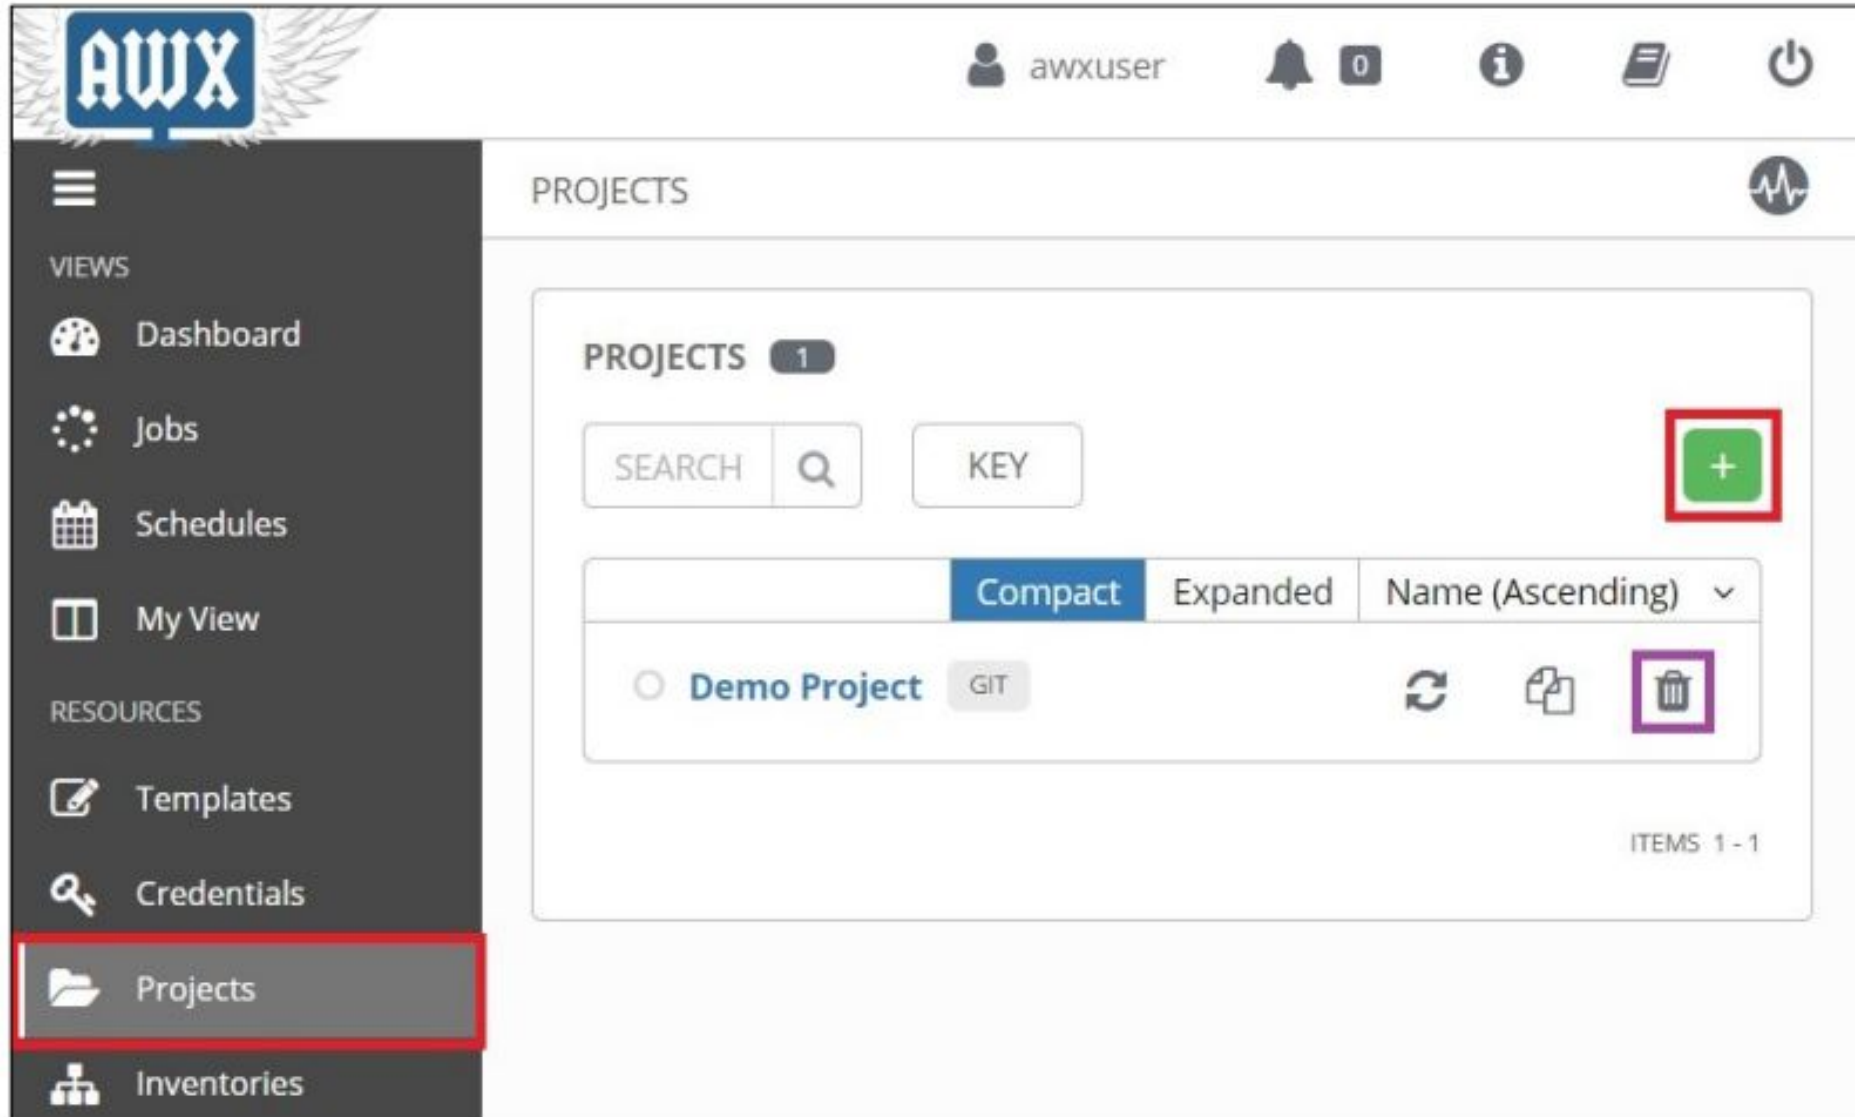 AWX
awxuser 0
PROJECTS
VIEWS
Dashboard
Jobs
Schedules
My View
RESOURCES
Templates
Credentials
Projects
Inventories
PROJECTS 1
SEARCH KEY
+
Compact Expanded Name (Ascending)
Demo Project GIT
ITEMS 1 - 1